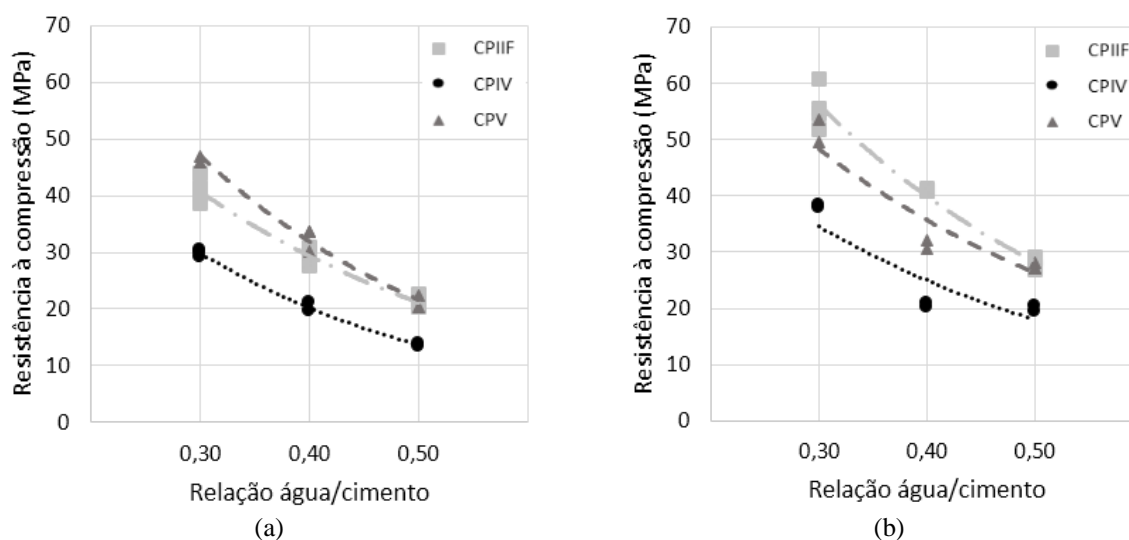 Resistência à compressão (MPa)
70
60
50
40
30
20
10
0
CPIIF
CPIV
CPV
0,30 0,40 0,50
Relação água/cimento
(a)
Resistência à compressão (MPa)
70
60
50
40
30
20
10
0
CPIIF
CPIV
CPV
0,30 0,40 0,50
Relação água/cimento
(b)